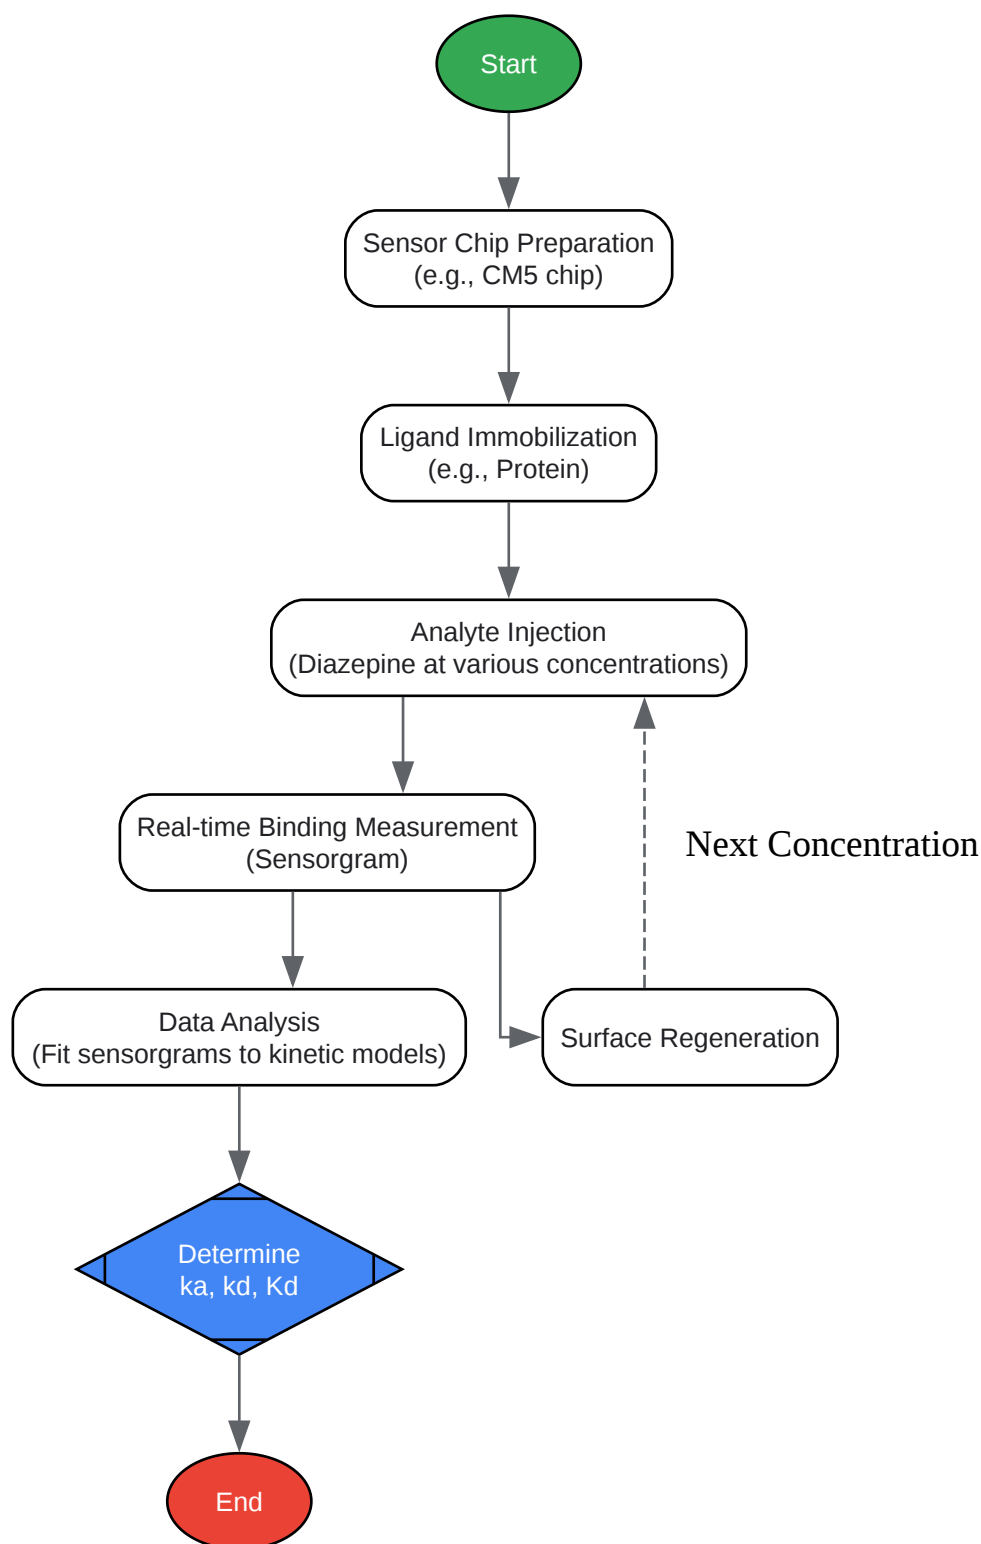 Start
Sensor Chip Preparation
(e.g., CM5 chip)
Ligand Immobilization
(e.g., Protein)
Analyte Injection
(Diazepine at various concentrations)
Real-time Binding Measurement
(Sensorgram)
Next Concentration
Data Analysis
(Fit sensorgrams to kinetic models)
Surface Regeneration
Determine
ka, kd, Kd
End